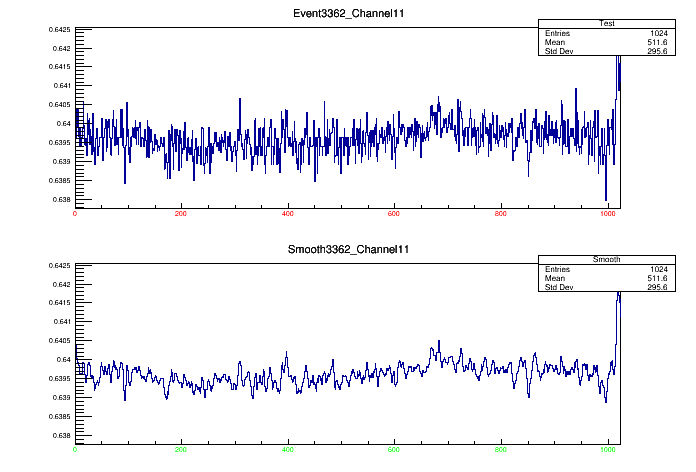 Event3362_Channel11
Test
Entries 1024
Mean 511.6
Std Dev 295.6
0.6425
0.642
0.6415
0.641
0.6405
0.64
0.6395
0.639
0.6385
0.638
0 200 400 600 800 1000
Smooth3362_Channel11
Smooth
Entries 1024
Mean 511.6
Std Dev 295.6
0.6425
0.642
0.6415
0.641
0.6405
0.64
0.6395
0.639
0.6385
0.638
0 200 400 600 800 1000